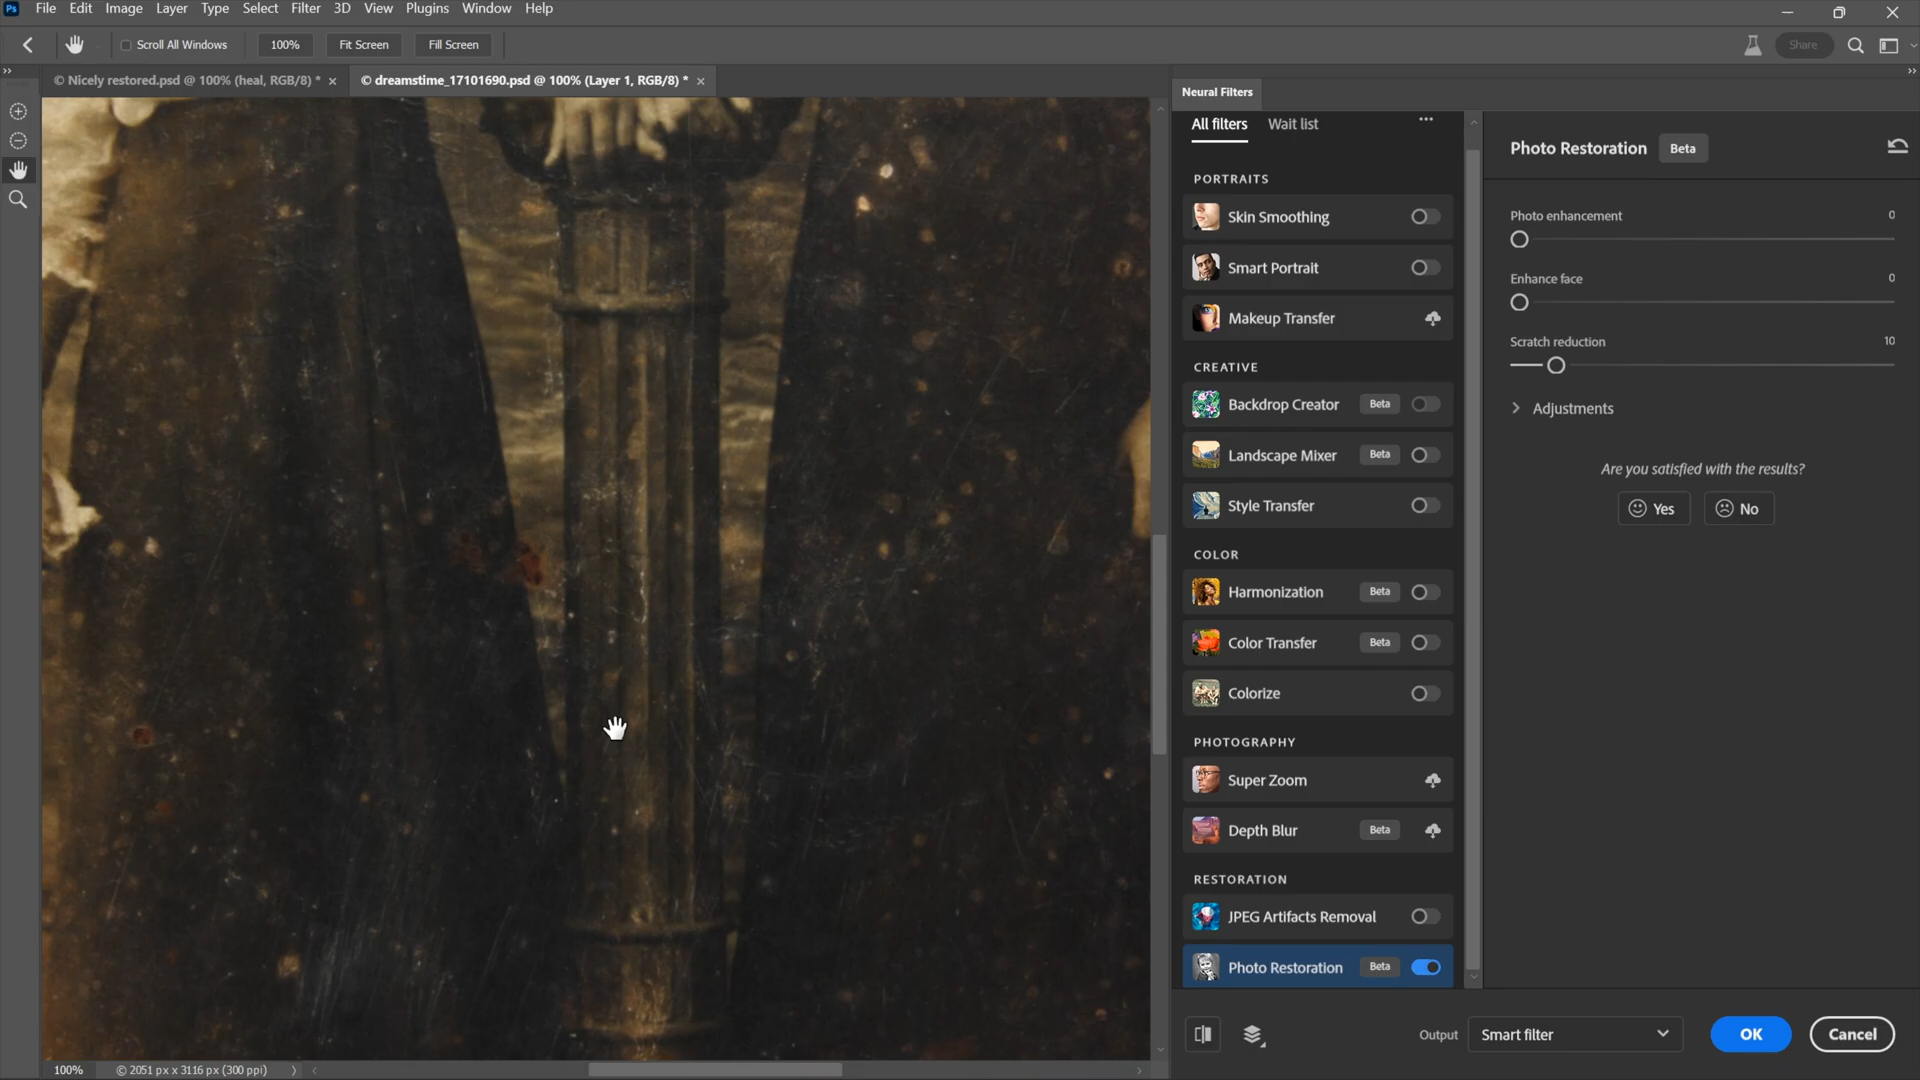 Ps File Edit Image Layer Type Select Filter 3D View Plugins Window Help
Scroll All Windows 100% Fit Screen Fill Screen Share
© Nicely restored.psd @ 100% (heal, RGB/8) * × © dreamstime_17101690.psd @ 100% (Layer 1, RGB/8) * ×
Neural Filters
All filters Wait list ...
PORTRAITS
Skin Smoothing
Smart Portrait
Makeup Transfer
CREATIVE
Backdrop Creator Beta
Landscape Mixer Beta
Style Transfer
COLOR
Harmonization Beta
Color Transfer Beta
Colorize
PHOTOGRAPHY
Super Zoom
Depth Blur Beta
RESTORATION
JPEG Artifacts Removal
Photo Restoration Beta
Photo Restoration Beta
Photo enhancement 0
Enhance face 0
Scratch reduction 10
Adjustments
Are you satisfied with the results?
Yes No
Output Smart filter OK Cancel
100% © 2051 px x 3116 px (300 ppi)